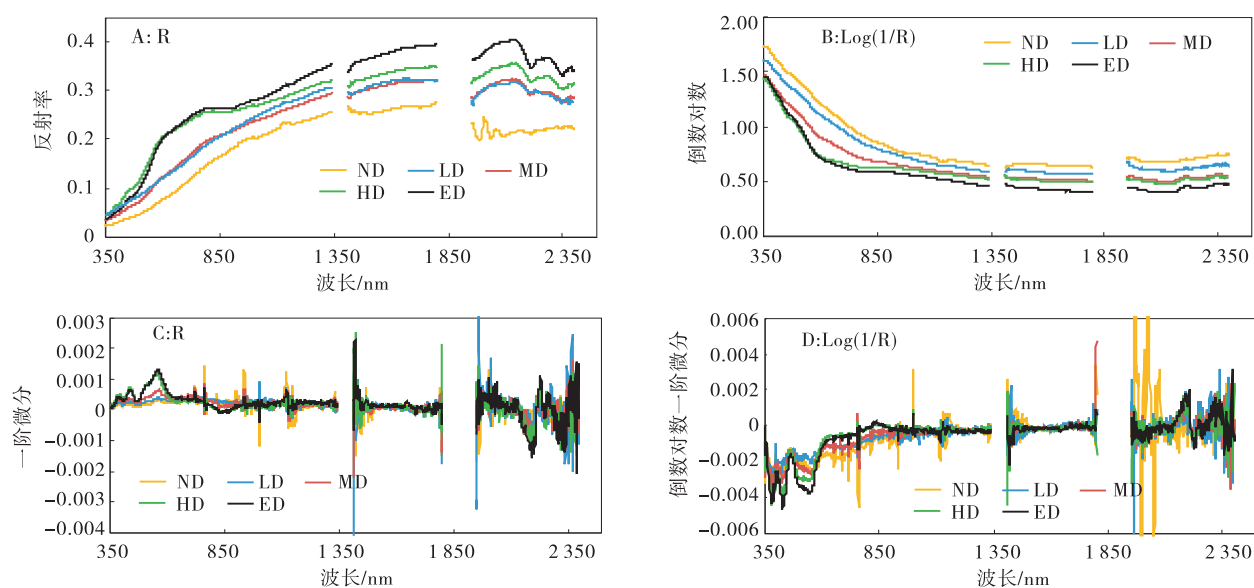 A: R
0.4
0.3
0.2
0.1
0
反射率
ND LD MD
HD ED
350 850 1 350 1 850 2 350
波长/nm
B:Log(1/R)
2.00
1.50
1.00
0.50
0.00
倒数对数
ND LD MD
HD ED
350 850 1 350 1 850 2 350
波长/nm
C:R
0.003
0.002
0.001
0
-0.001
-0.002
-0.003
-0.004
一阶微分
ND LD MD
HD ED
350 850 1 350 1 850 2 350
波长/nm
D:Log(1/R)
0.006
0.004
0.002
0
-0.002
-0.004
-0.006
倒数对数一阶微分
ND LD MD
HD ED
350 850 1 350 1 850 2 350
波长/nm